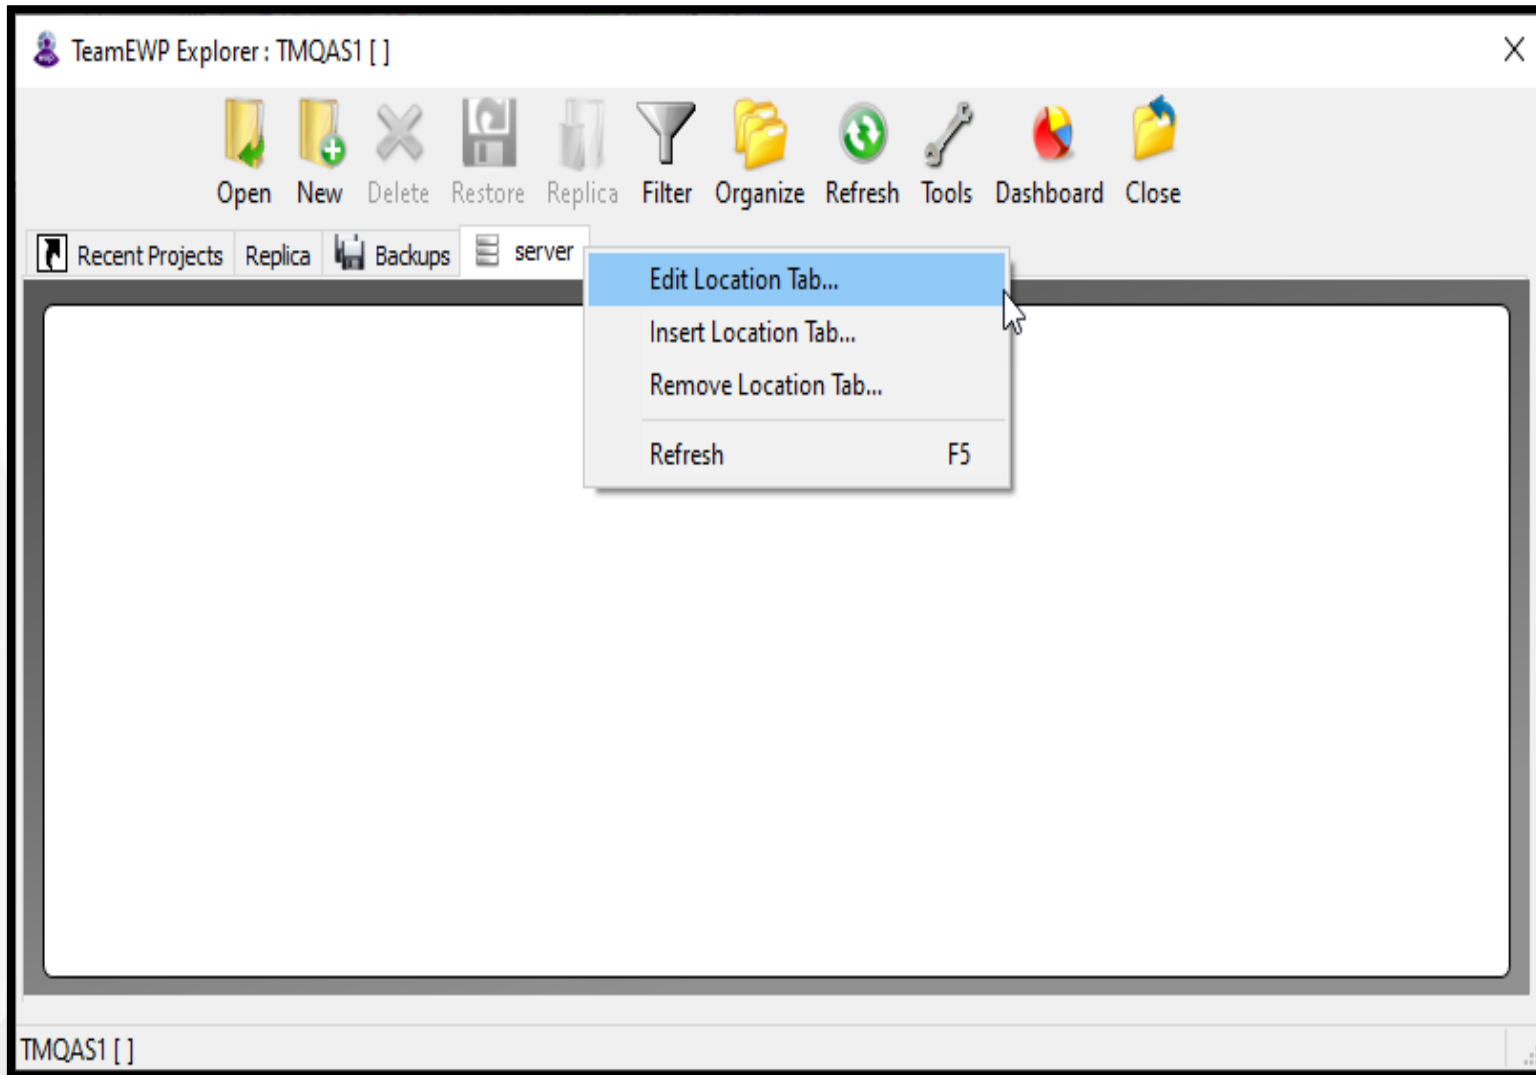 TeamEWP Explorer : TMQAS1 [ ]
Open New Delete Restore Replica Filter Organize Refresh Tools Dashboard Close
Recent Projects Replica Backups server
Edit Location Tab...
Insert Location Tab...
Remove Location Tab...
Refresh F5
TMQAS1 [ ]